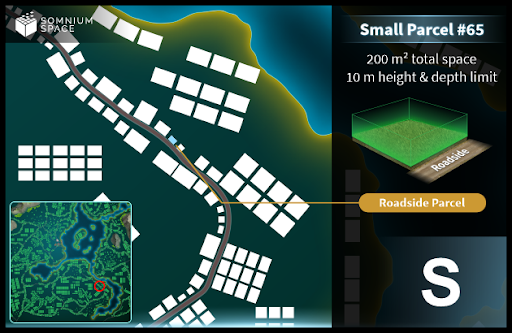 SOMNIUM
SPACE
Small Parcel #65
200 m² total space
10 m height & depth limit
Roadside
Roadside Parcel
S